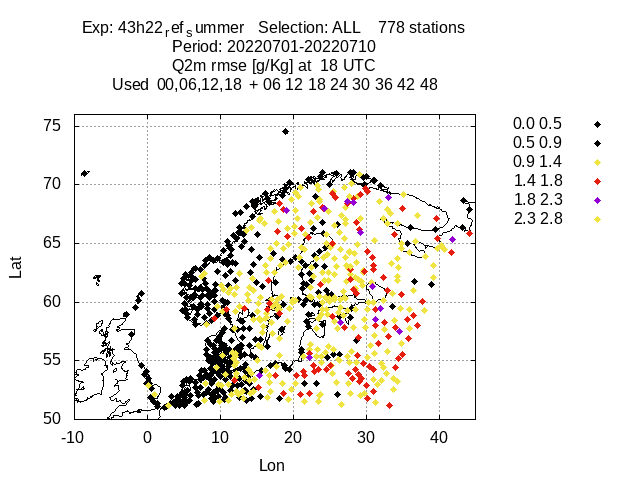 Exp: 43h22refsummer Selection: ALL 778 stations
Period: 20220701-20220710
Q2m rmse [g/Kg] at 18 UTC
Used 00,06,12,18 + 06 12 18 24 30 36 42 48
0.0 0.5
0.5 0.9
0.9 1.4
1.4 1.8
1.8 2.3
2.3 2.8
75
70
65
60
55
50
Lat
-10 0 10 20 30 40
Lon